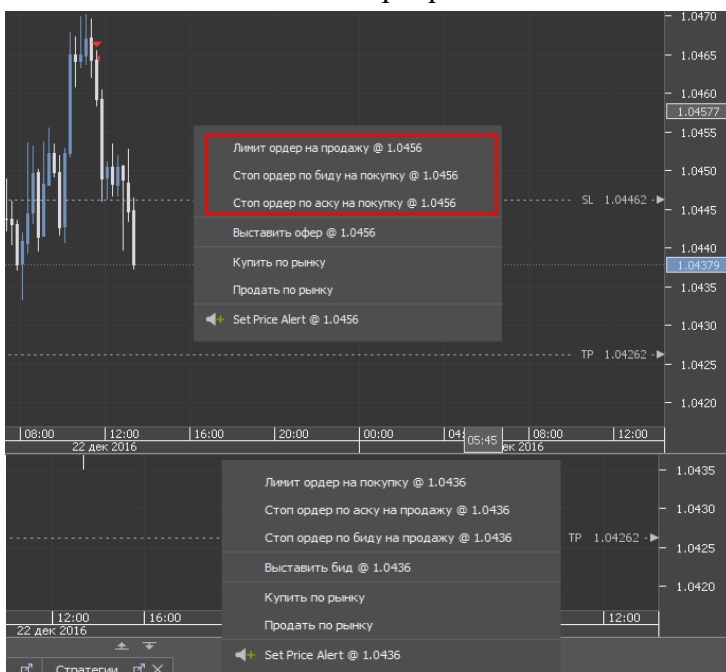 1.0470
1.0465
1.0460
1.04577
1.0455
Лимит ордер на продажу @ 1.0456
Стоп ордер по биду на покупку @ 1.0456
1.0450
Стоп ордер по аску на покупку @ 1.0456
SL 1.04462
1.0445
Выставить офер @ 1.0456
1.0440
Купить по рынку
1.04379
Продать по рынку
1.0435
Set Price Alert @ 1.0456
1.0430
TP 1.04262
1.0425
1.0420
08:00 12:00 16:00 20:00 00:00 04: 05:45 08:00 12:00
22 дек 2016 ек 2016
1.0435
Лимит ордер на покупку @ 1.0436
1.0430
Стоп ордер по аску на продажу @ 1.0436
Стоп ордер по биду на продажу @ 1.0436
TP 1.04262
1.0425
Выставить бид @ 1.0436
1.0420
Купить по рынку
12:00 16:00 12:00
Продать по рынку
22 дек 2016
Set Price Alert @ 1.0436
Стратегии